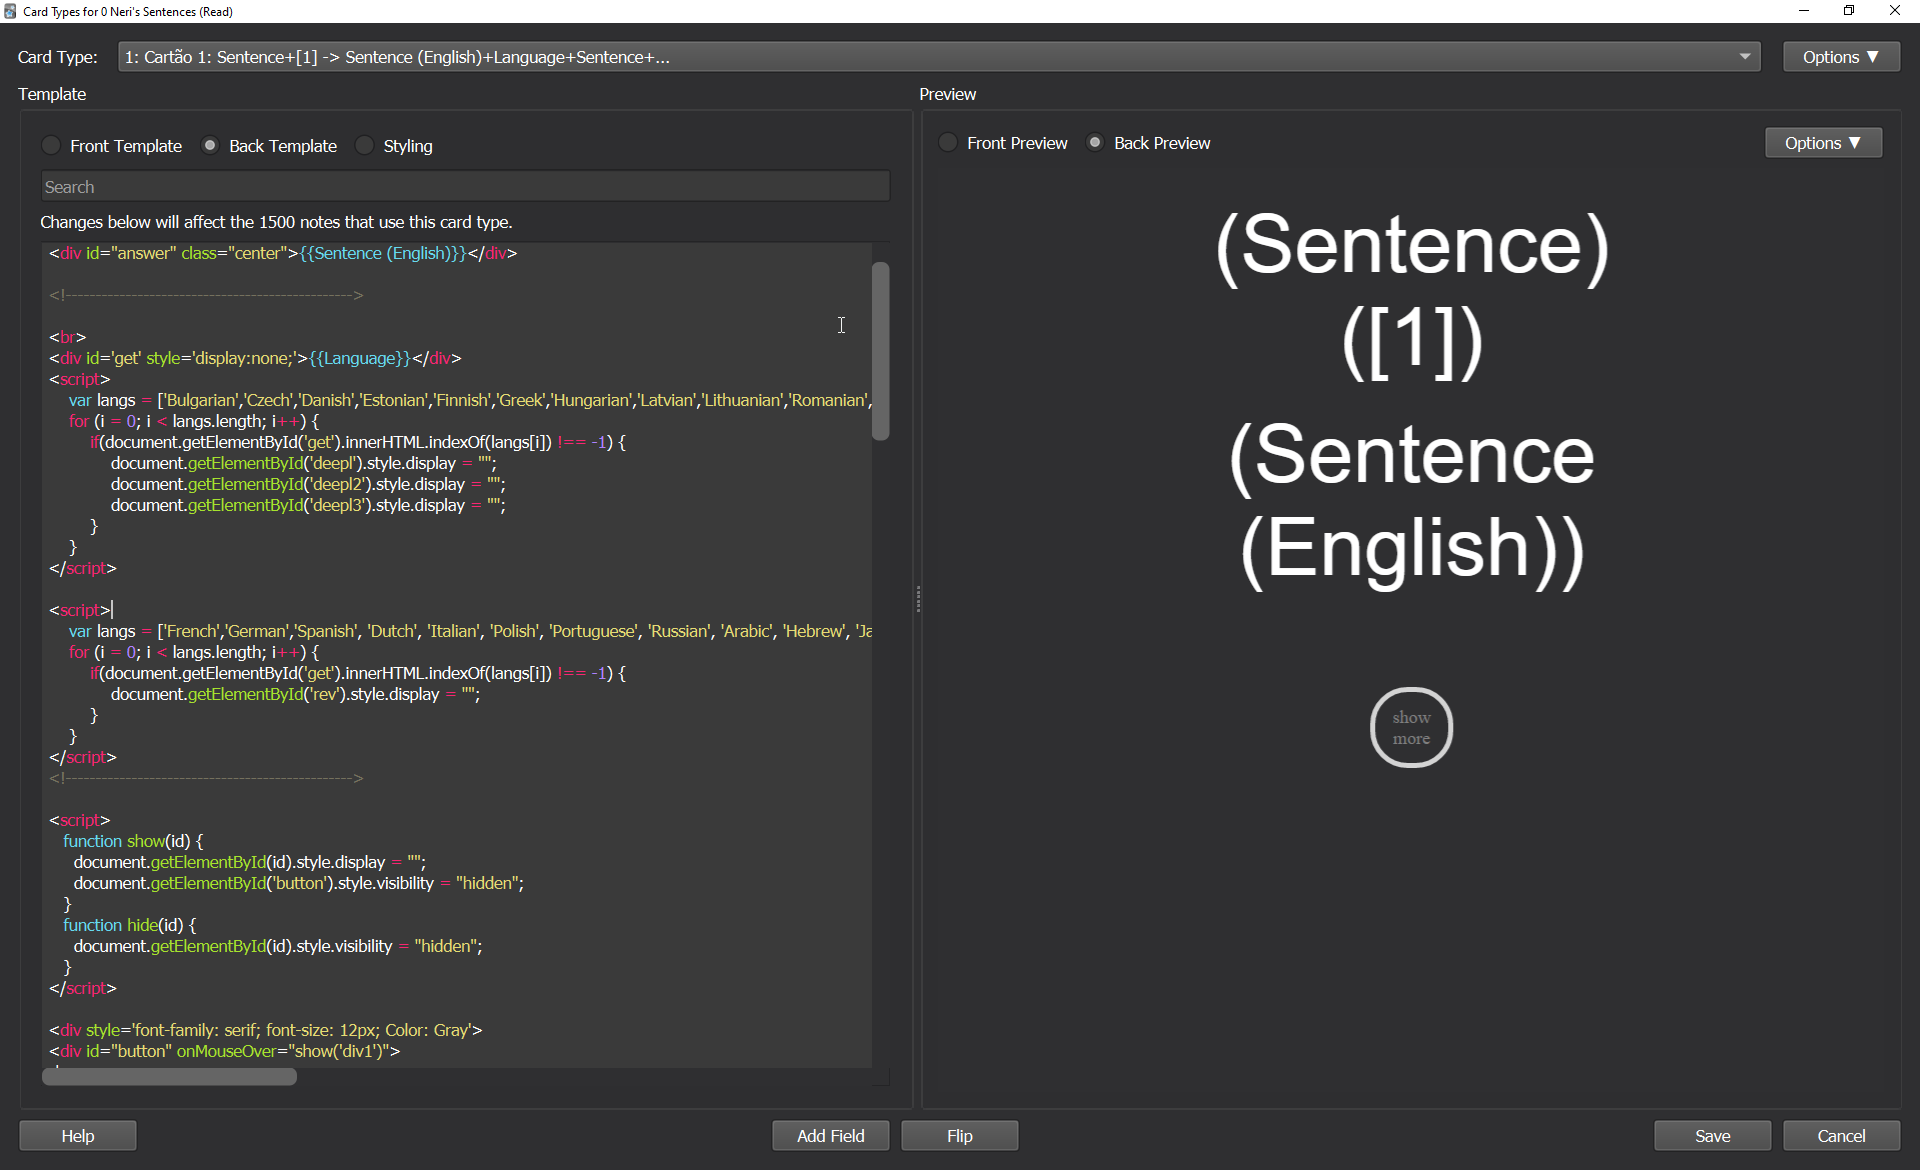 Card Types for 0 Neri's Sentences (Read)
Card Type:
1: Cartão 1: Sentence+[1] -> Sentence (English)+Language+Sentence+...
Options ▼
Template
Front Template
Back Template
Styling
Search
Changes below will affect the 1500 notes that use this card type.
<div id="answer" class="center">{{Sentence (English)}}</div>
<!------------------------------------------------>
<br>
<div id='get' style='display:none;'>{{Language}}</div>
<script>
var langs = ['Bulgarian','Czech','Danish','Estonian','Finnish','Greek','Hungarian','Latvian','Lithuanian','Romanian',
for (i = 0; i < langs.length; i++) {
if(document.getElementById('get').innerHTML.indexOf(langs[i]) !== -1) {
document.getElementById('deepl').style.display = "";
document.getElementById('deepl2').style.display = "";
document.getElementById('deepl3').style.display = "";
}
}
</script>
<script>
var langs = ['French','German','Spanish', 'Dutch', 'Italian', 'Polish', 'Portuguese', 'Russian', 'Arabic', 'Hebrew', 'Ja
for (i = 0; i < langs.length; i++) {
if(document.getElementById('get').innerHTML.indexOf(langs[i]) !== -1) {
document.getElementById('rev').style.display = "";
}
}
</script>
<!------------------------------------------------>
<script>
function show(id) {
document.getElementById(id).style.display = "";
document.getElementById('button').style.visibility = "hidden";
}
function hide(id) {
document.getElementById(id).style.visibility = "hidden";
}
</script>
<div style='font-family: serif; font-size: 12px; Color: Gray'>
<div id="button" onMouseOver="show('div1')">
Preview
Front Preview
Back Preview
Options ▼
(Sentence)
([1])
(Sentence
(English))
show
more
Help
Add Field
Flip
Save
Cancel